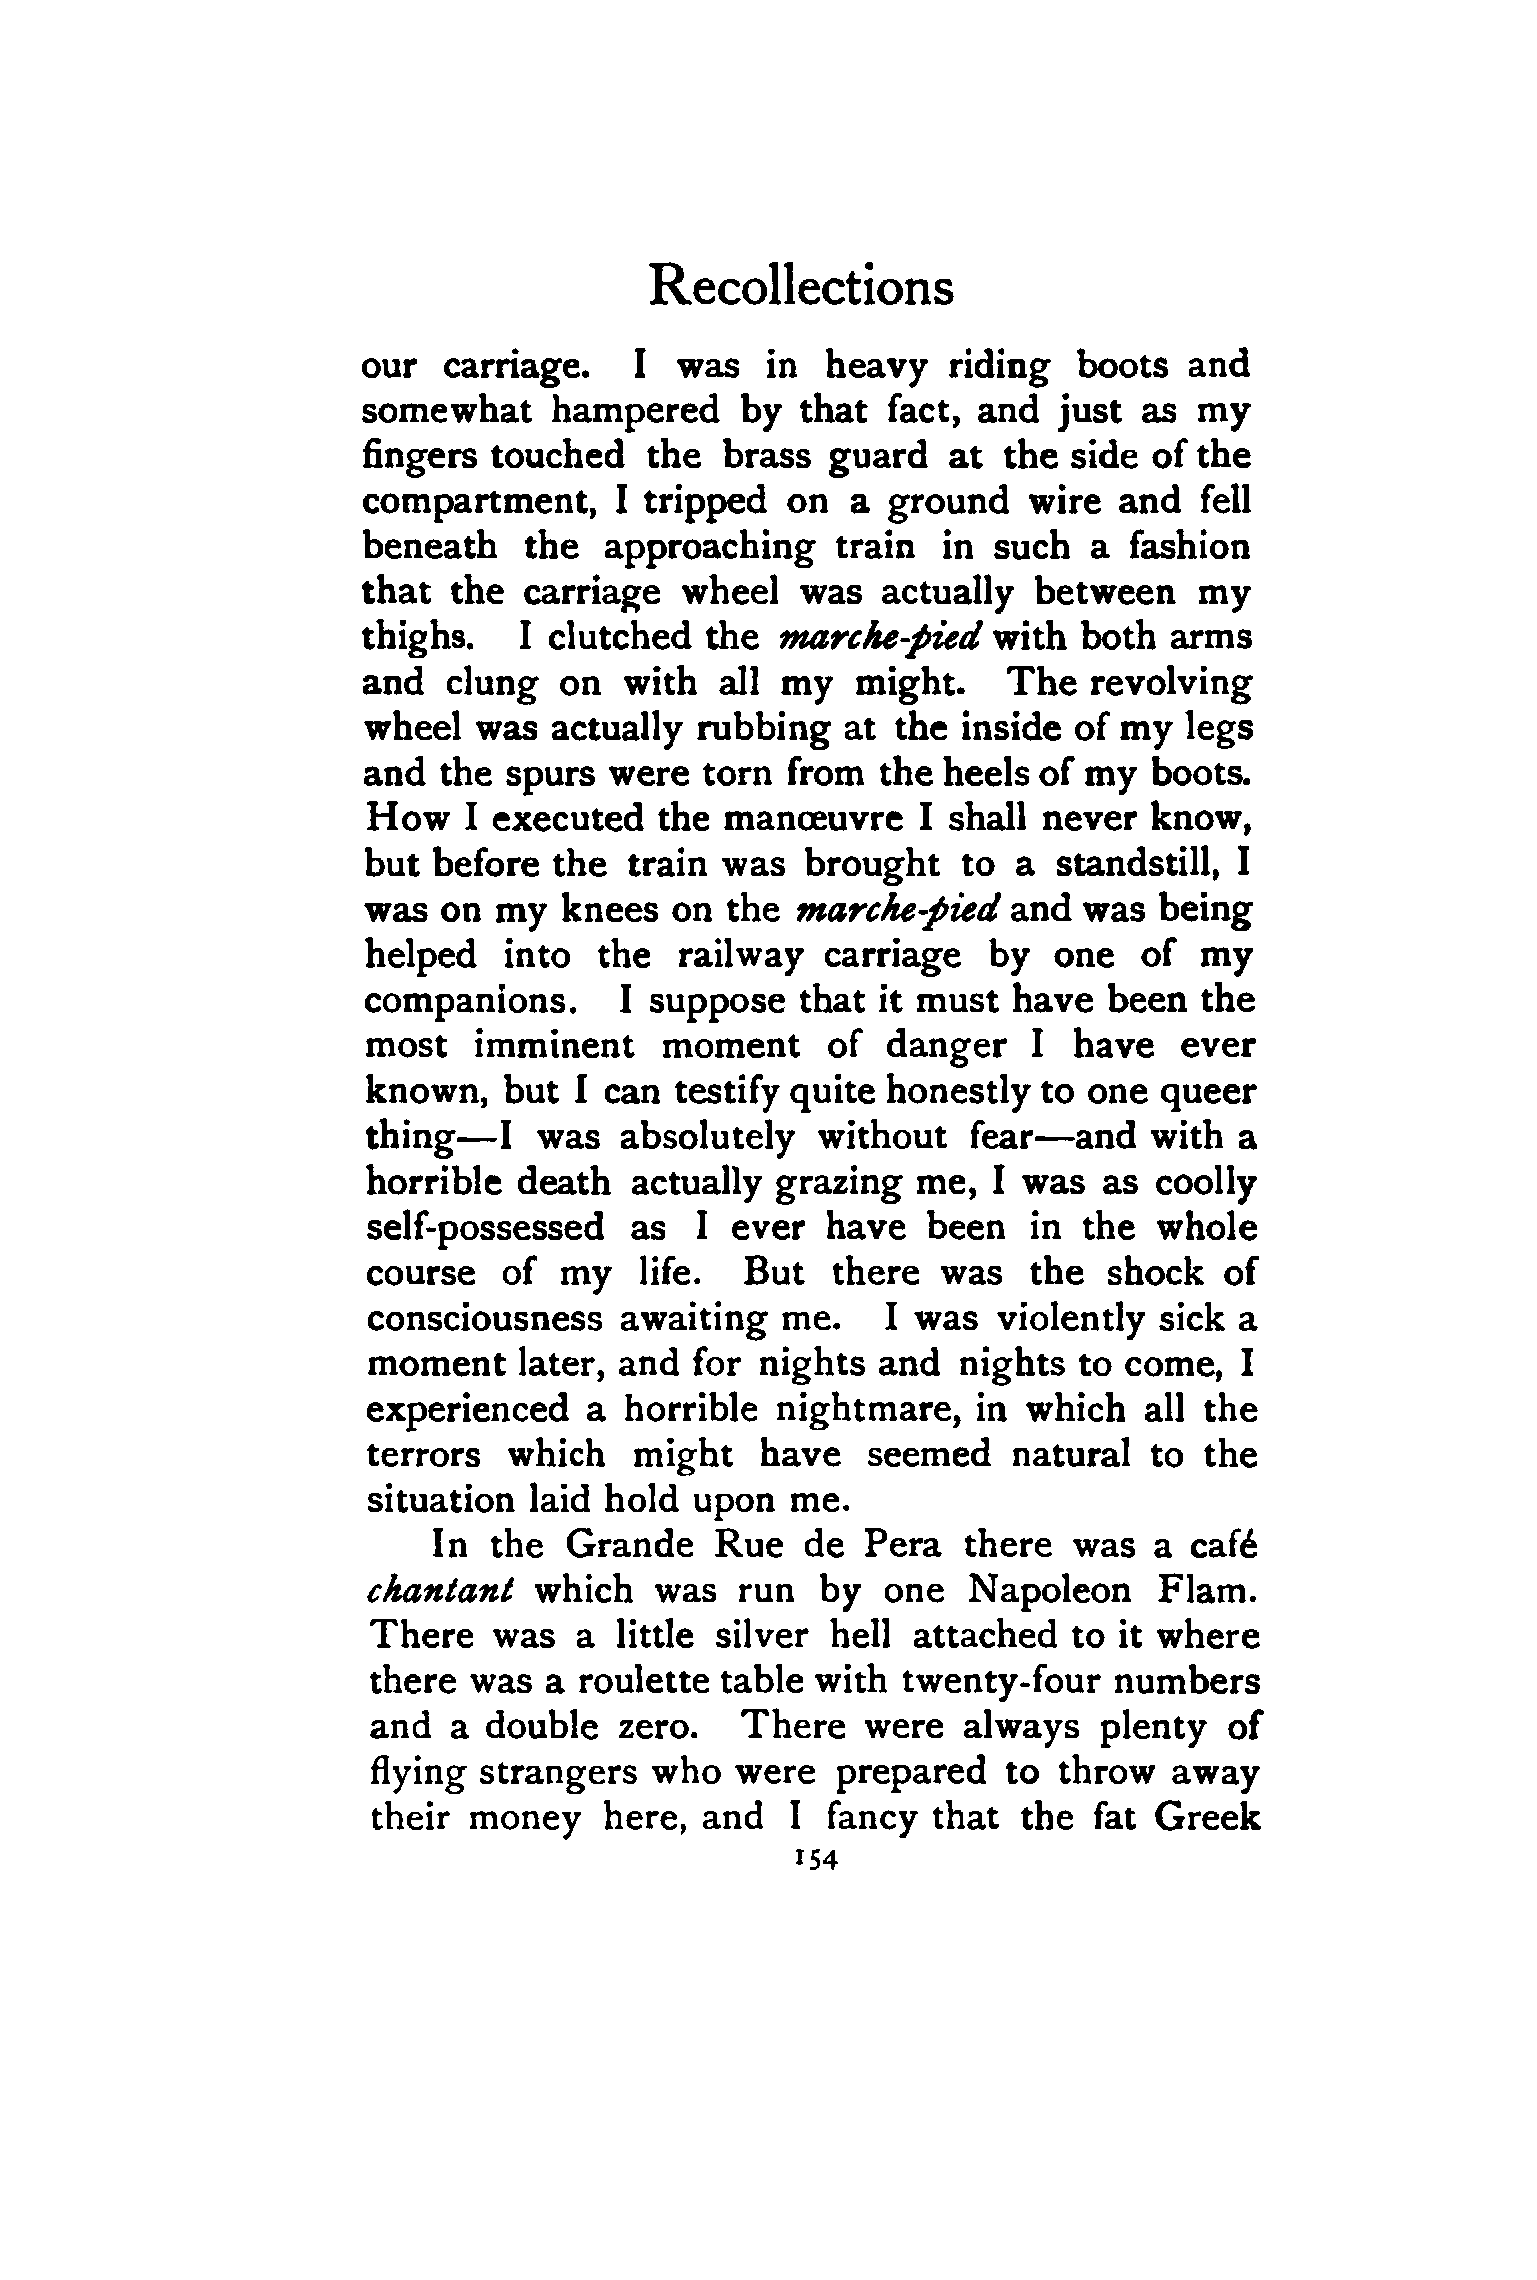 Recollections
our carriage. I was in heavy riding boots and
somewhat hampered by that fact, and just as my
fingers touched the brass guard at the side of the
compartment, I tripped on a ground wire and fell
beneath the approaching train in such a fashion
that the carriage wheel was actually between my
thighs. I clutched the marche-pied with both arms
and clung on with all my might. The revolving
wheel was actually rubbing at the inside of my legs
and the spurs were torn from the heels of my boots.
How I executed the manœuvre I shall never know,
but before the train was brought to a standstill, I
was on my knees on the marche-pied and was being
helped into the railway carriage by one of my
companions. I suppose that it must have been the
most imminent moment of danger I have ever
known, but I can testify quite honestly to one queer
thing—I was absolutely without fear—and with a
horrible death actually grazing me, I was as coolly
self-possessed as I ever have been in the whole
course of my life. But there was the shock of
consciousness awaiting me. I was violently sick a
moment later, and for nights and nights to come, I
experienced a horrible nightmare, in which all the
terrors which might have seemed natural to the
situation laid hold upon me.
In the Grande Rue de Pera there was a café
chantant which was run by one Napoleon Flam.
There was a little silver hell attached to it where
there was a roulette table with twenty-four numbers
and a double zero. There were always plenty of
flying strangers who were prepared to throw away
their money here, and I fancy that the fat Greek
154